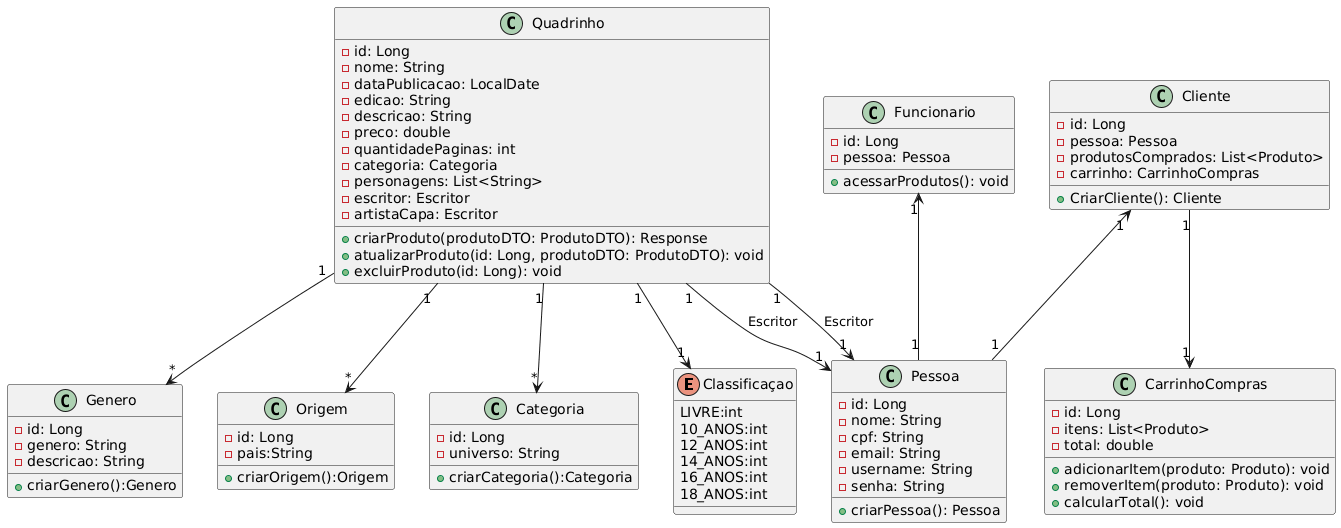 C Quadrinho
id: Long
nome: String
dataPublicacao: LocalDate
edicao: String
descricao: String
preco: double
quantidadePaginas: int
categoria: Categoria
personagens: List<String>
escritor: Escritor
artistaCapa: Escritor
criarProduto(produtoDTO: ProdutoDTO): Response
atualizarProduto(id: Long, produtoDTO: ProdutoDTO): void
excluirProduto(id: Long): void
C Funcionario
id: Long
pessoa: Pessoa
acessarProdutos(): void
C Cliente
id: Long
pessoa: Pessoa
produtosComprados: List<Produto>
carrinho: CarrinhoCompras
CriarCliente(): Cliente
1
1
1
1
1
1
1
1
1
Escritor
Escritor
*
*
*
1
1
1
1
1
1
C Genero
id: Long
genero: String
descricao: String
criarGenero():Genero
C Origem
id: Long
pais:String
criarOrigem():Origem
C Categoria
id: Long
universo: String
criarCategoria():Categoria
E Classificaçao
LIVRE:int
10_ANOS:int
12_ANOS:int
14_ANOS:int
16_ANOS:int
18_ANOS:int
C Pessoa
id: Long
nome: String
cpf: String
email: String
username: String
senha: String
criarPessoa(): Pessoa
C CarrinhoCompras
id: Long
itens: List<Produto>
total: double
adicionarItem(produto: Produto): void
removerItem(produto: Produto): void
calcularTotal(): void